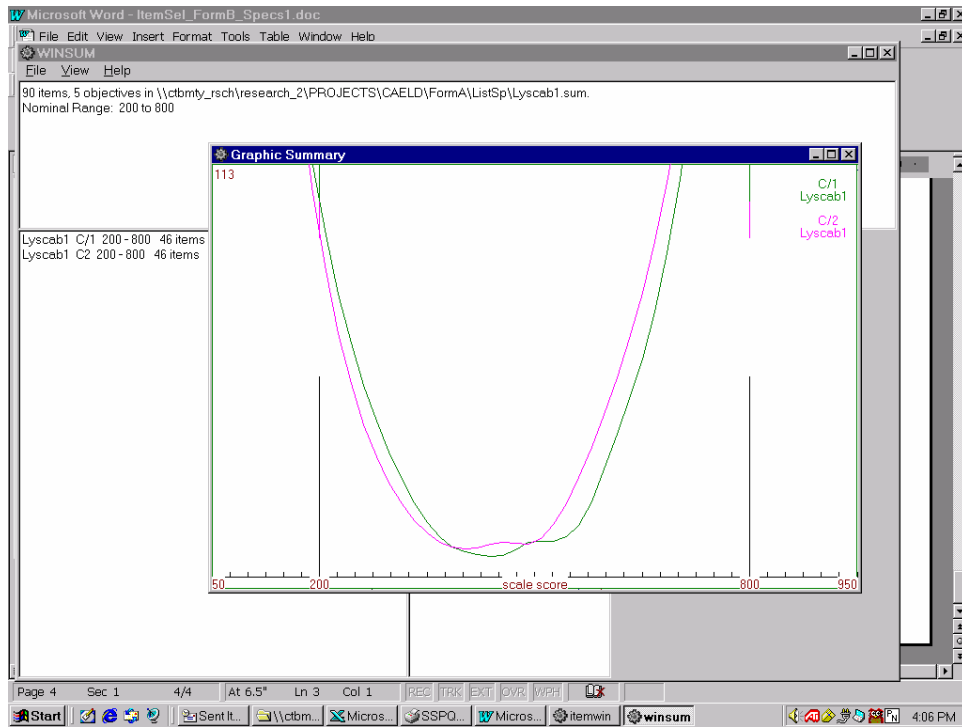 Microsoft Word - ItemSel_FormB_Specs1.doc
File Edit View Insert Format Tools Table Window Help
WINSUM
File View Help
90 items, 5 objectives in \\ctbmty_rsch\research_2\PROJECTS\CAELD\FormA\ListSp\Lyscab1.sum.
Nominal Range: 200 to 800
Graphic Summary
113
C/1
Lyscab1
C/2
Lyscab1
Lyscab1 C/1 200 - 800 46 items
Lyscab1 C2 200 - 800 46 items
50 200 scale score 800 950
Page 4 Sec 1 4/4 At 6.5" Ln 3 Col 1 REC TRK EXT OVR WPH
Start Sent It... \\ctbm... Micros... SSPQ... Micros... itemwin winsum 4:06 PM